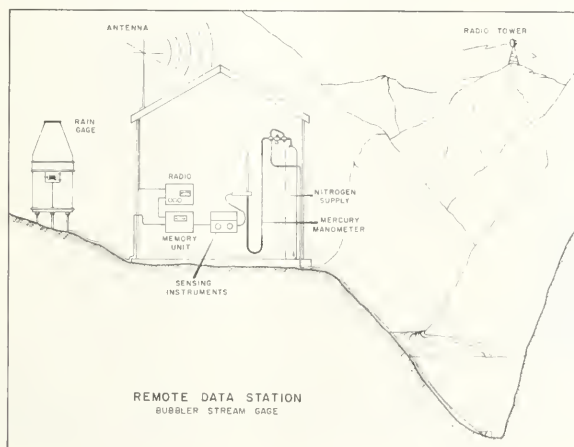 ANTENNA
RADIO TOWER
RAIN
GAGE
RADIO
MEMORY
UNIT
NITROGEN
SUPPLY
MERCURY
MANOMETER
SENSING
INSTRUMENTS
REMOTE DATA STATION
BUBBLER STREAM GAGE